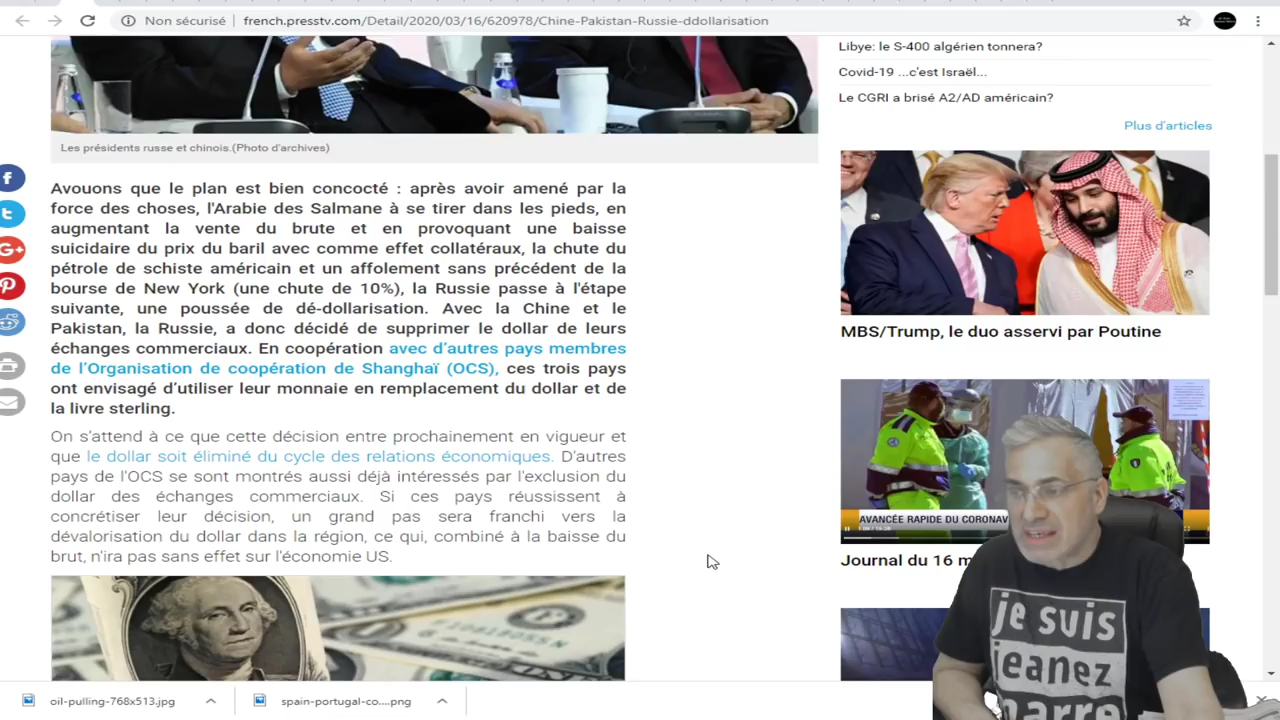 Non sécurisé
french.presstv.com/Detail/2020/03/16/620978/Chine-Pakistan-Russie-ddollarisation
Les présidents russe et chinois.(Photo d'archives)
Avouons que le plan est bien concocté : après avoir amené par la
force des choses, l'Arabie des Salmane à se tirer dans les pieds, en
augmentant la vente du brute et en provoquant une baisse
suicidaire du prix du baril avec comme effet collatéraux, la chute du
pétrole de schiste américain et un affolement sans précédent de la
bourse de New York (une chute de 10%), la Russie passe à l'étape
suivante, une poussée de dé-dollarisation. Avec la Chine et le
Pakistan, la Russie, a donc décidé de supprimer le dollar de leurs
échanges commerciaux. En coopération avec d'autres pays membres
de l'Organisation de coopération de Shanghaï (OCS), ces trois pays
ont envisagé d'utiliser leur monnaie en remplacement du dollar et de
la livre sterling.
On s'attend à ce que cette décision entre prochainement en vigueur et
que le dollar soit éliminé du cycle des relations économiques. D'autres
pays de l'OCS se sont montrés aussi déjà intéressés par l'exclusion du
dollar des échanges commerciaux. Si ces pays réussissent à
concrétiser leur décision, un grand pas sera franchi vers la
dévalorisation du dollar dans la région, ce qui, combiné à la baisse du
brut, n'ira pas sans effet sur l'économie US.
Libye: le S-400 algérien tonnera?
Covid-19 ...c'est Israël...
Le CGRI a brisé A2/AD américain?
Plus d'articles
MBS/Trump, le duo asservi par Poutine
AVANCÉE RAPIDE DU CORONAV
Journal du 16 m
je suis
jeanez
marre
oil-pulling-768x513.jpg
spain-portugal-co....png